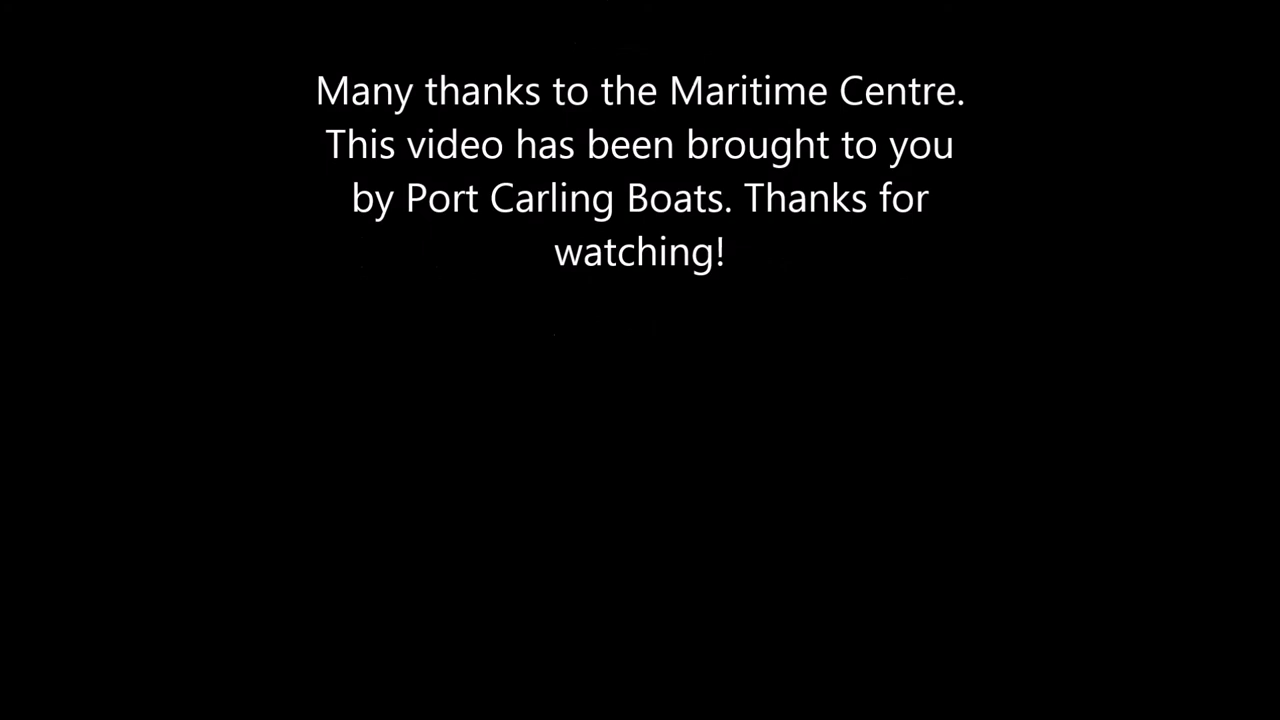 Many thanks to the Maritime Centre.
This video has been brought to you
by Port Carling Boats. Thanks for
watching!